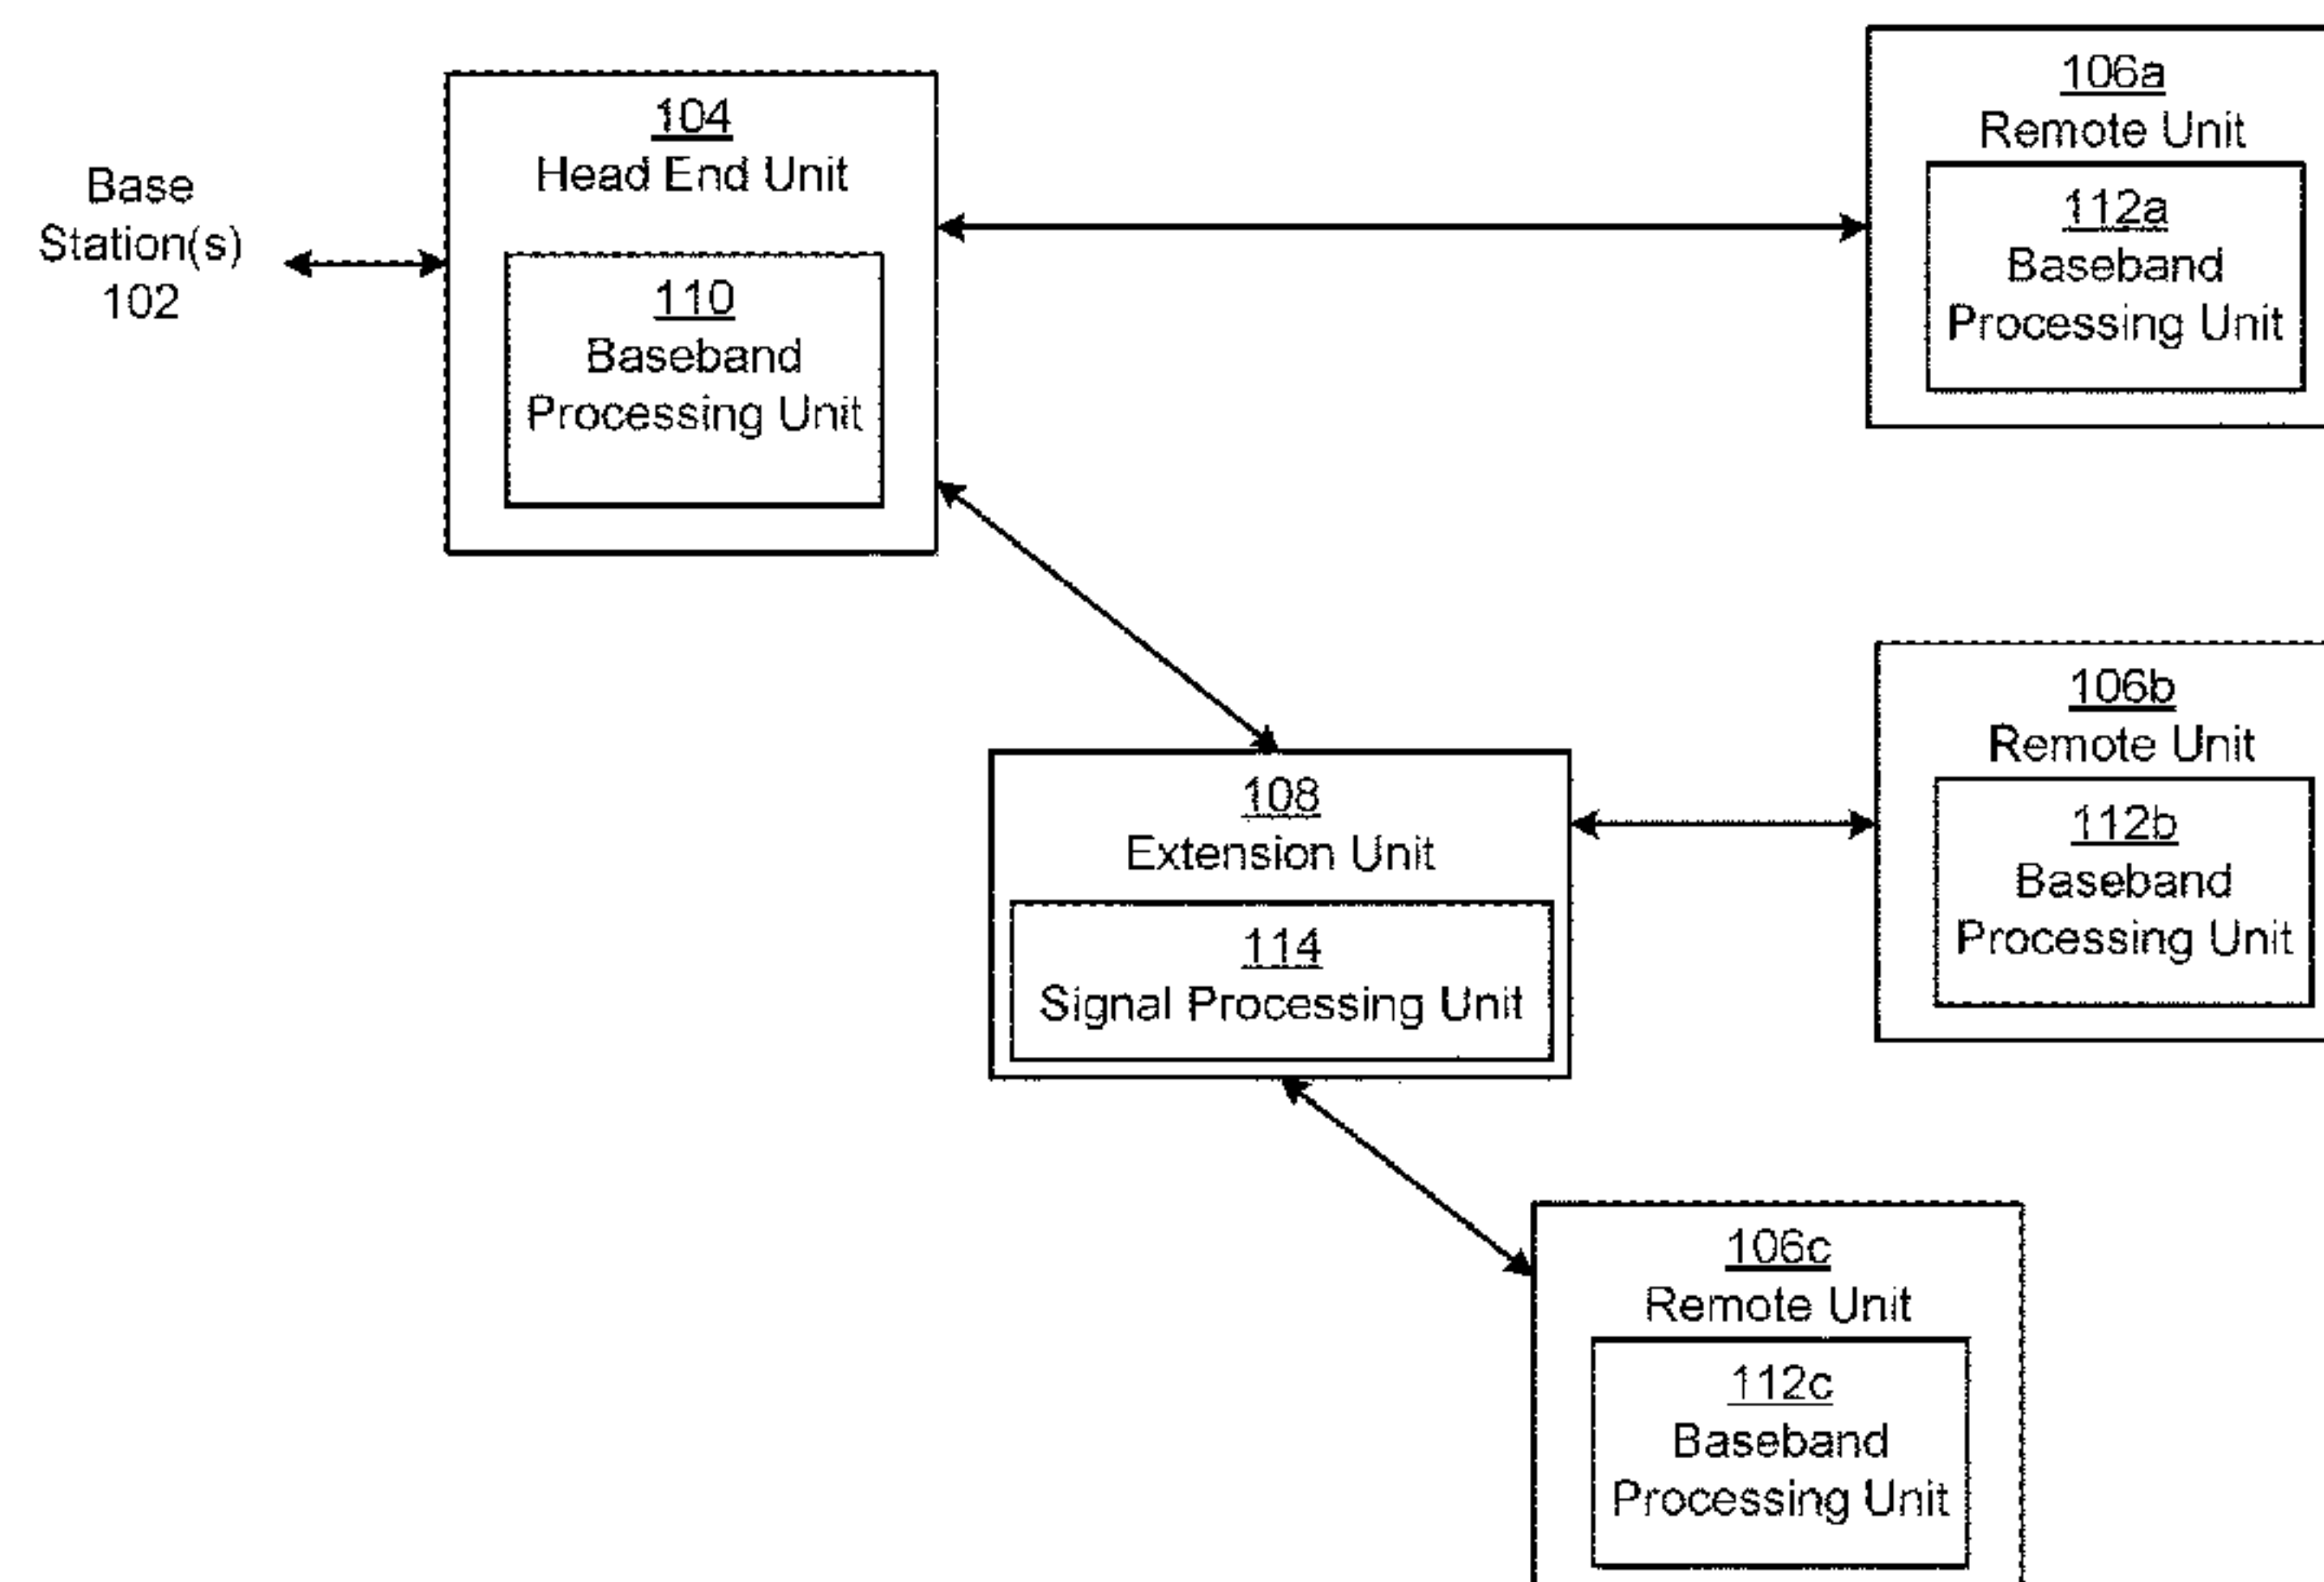 Base
Station(s)
102
104
Head End Unit
110
Baseband
Processing Unit
106a
Remote Unit
112a
Baseband
Processing Unit
108
Extension Unit
114
Signal Processing Unit
106b
Remote Unit
112b
Baseband
Processing Unit
106c
Remote Unit
112c
Baseband
Processing Unit